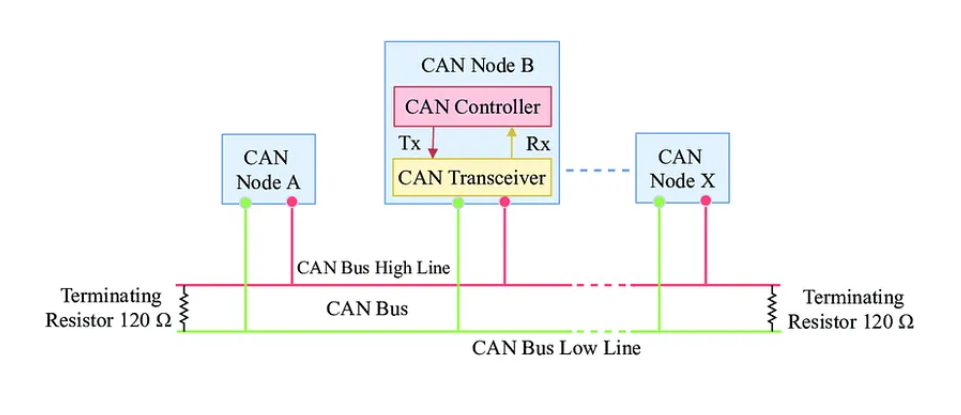 CAN Node B
CAN Controller
Tx
Rx
CAN Transceiver
CAN
Node A
CAN
Node X
CAN Bus High Line
Terminating
Resistor 120 Ω
CAN Bus
Terminating
Resistor 120 Ω
CAN Bus Low Line